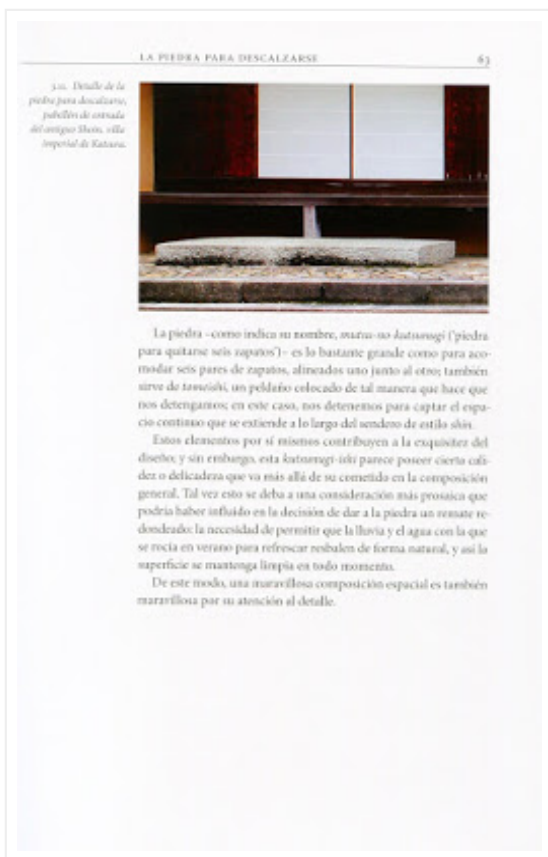 LA PIEDRA PARA DESCALZARSE 63
3.11. Detalle de la
piedra para descalzarse,
pabellón de entrada
del antiguo Shoin, villa
imperial de Katsura.
La piedra –como indica su nombre, mutsu-no kutsunugi ('piedra
para quitarse seis zapatos')– es lo bastante grande como para aco-
modar seis pares de zapatos, alineados uno junto al otro; también
sirve de tomeishi, un peldaño colocado de tal manera que hace que
nos detengamos; en este caso, nos detenemos para captar el espa-
cio continuo que se extiende a lo largo del sendero de estilo shin.
Estos elementos por sí mismos contribuyen a la exquisitez del
diseño; y sin embargo, esta kutsunugi-ishi parece poseer cierta cali-
dez o delicadeza que va más allá de su cometido en la composición
general. Tal vez esto se deba a una consideración más prosaica que
podría haber influido en la decisión de dar a la piedra un remate re-
dondeado: la necesidad de permitir que la lluvia y el agua con la que
se rocía en verano para refrescar resbalen de forma natural, y así la
superficie se mantenga limpia en todo momento.
De este modo, una maravillosa composición espacial es también
maravillosa por su atención al detalle.